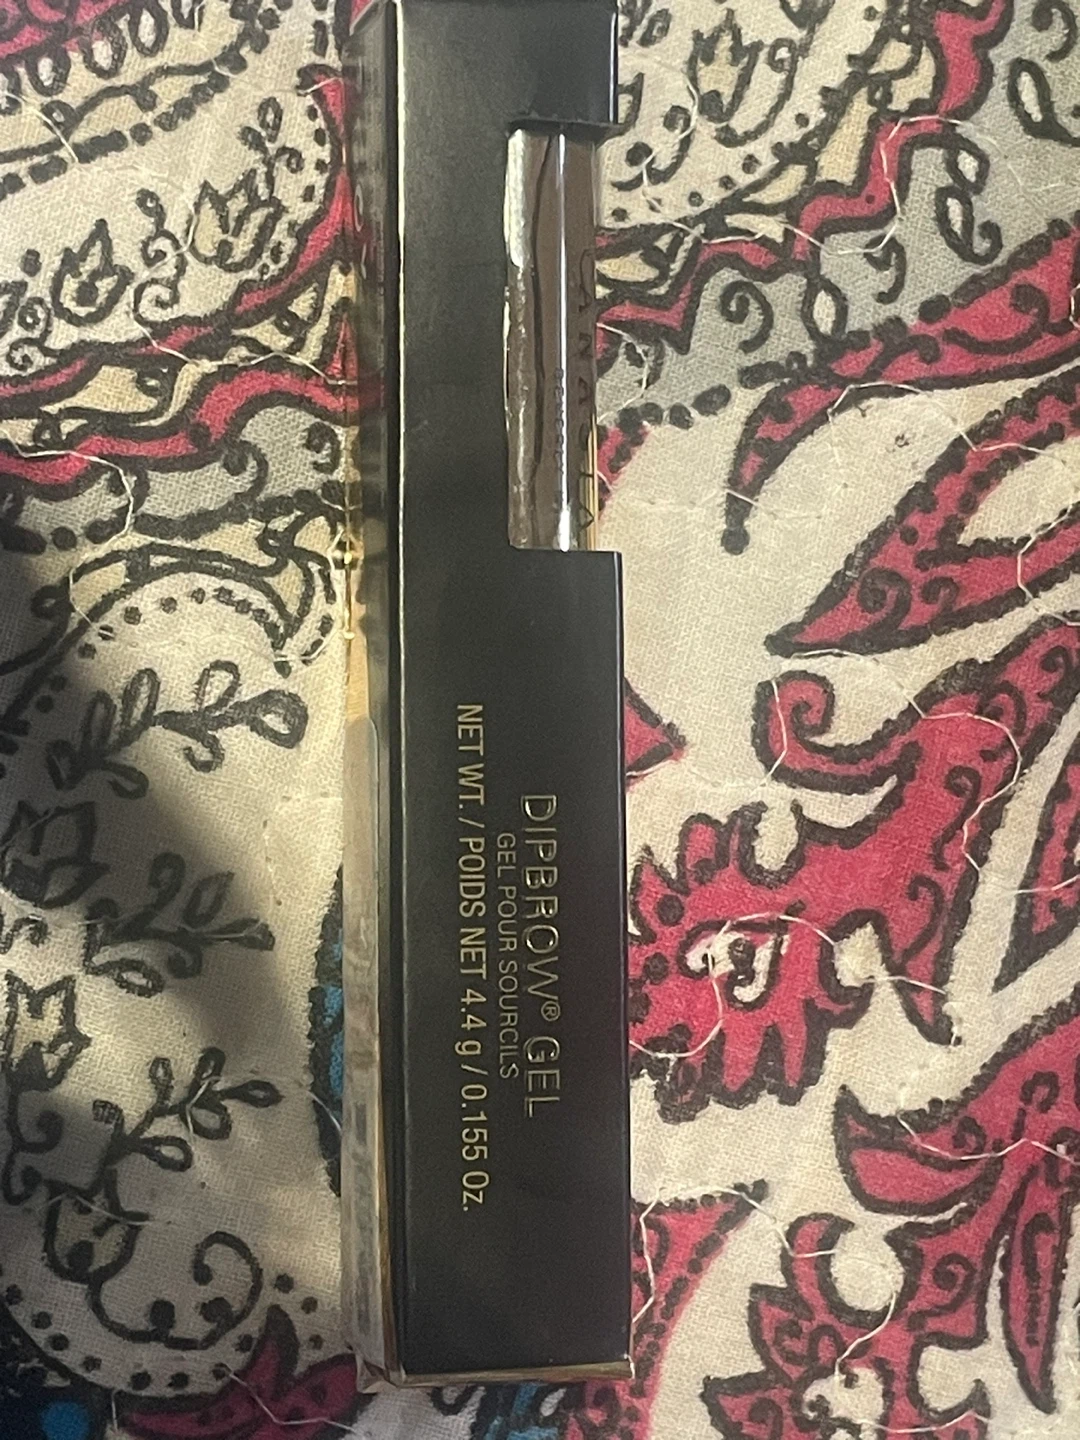 DIPBROW® GEL
GEL POUR SOURCILS
NET WT. / POIDS NET 4.4 g / 0.155 Oz.